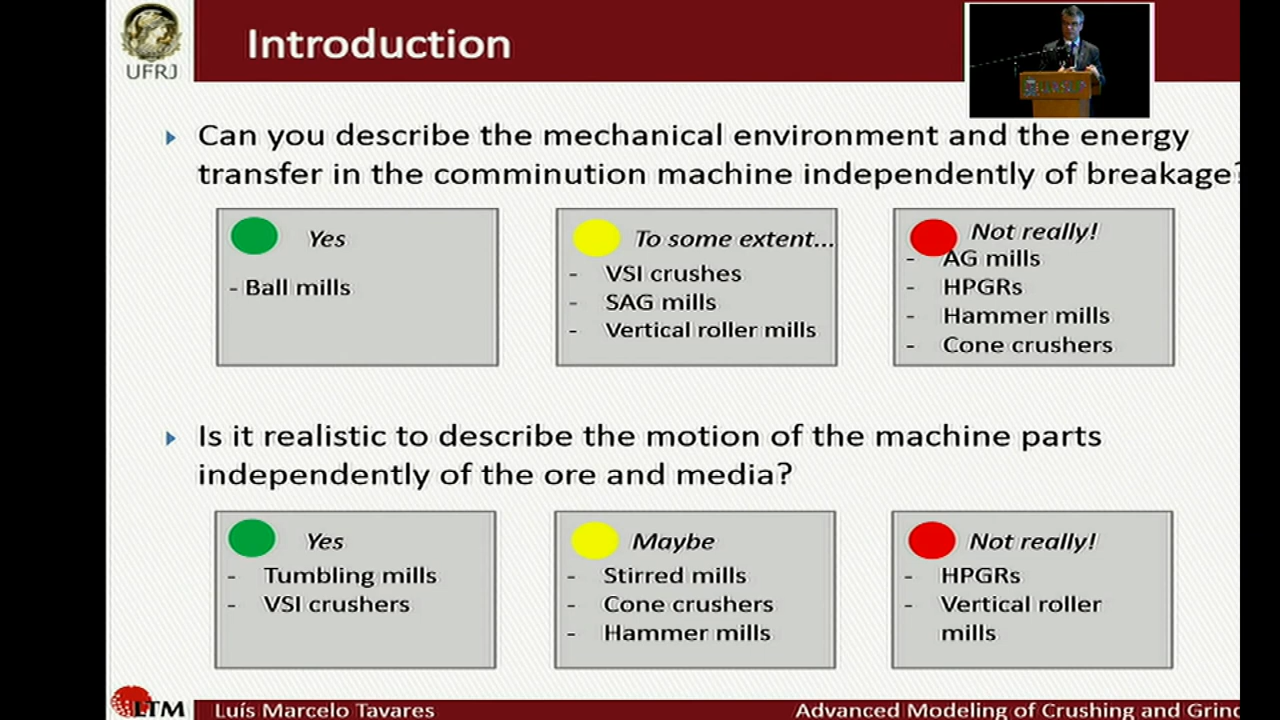 UFRJ
Introduction
Can you describe the mechanical environment and the energy
transfer in the comminution machine independently of breakage?
Yes
- Ball mills
To some extent...
- VSI crushes
- SAG mills
- Vertical roller mills
Not really!
- AG mills
- HPGRs
- Hammer mills
- Cone crushers
Is it realistic to describe the motion of the machine parts
independently of the ore and media?
Yes
- Tumbling mills
- VSI crushers
Maybe
- Stirred mills
- Cone crushers
- Hammer mills
Not really!
- HPGRs
- Vertical roller
mills
LTM
Luís Marcelo Tavares
Advanced Modeling of Crushing and Grind